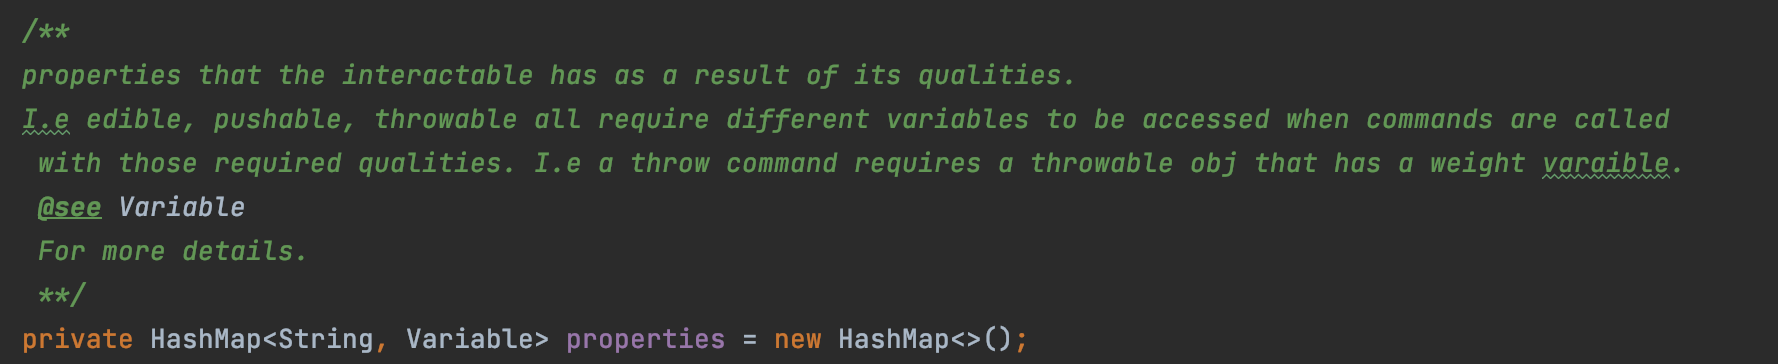 /**
properties that the interactable has as a result of its qualities.
I.e edible, pushable, throwable all require different variables to be accessed when commands are called
with those required qualities. I.e a throw command requires a throwable obj that has a weight varaible.
@see Variable
For more details.
**/
private HashMap<String, Variable> properties = new HashMap<>();